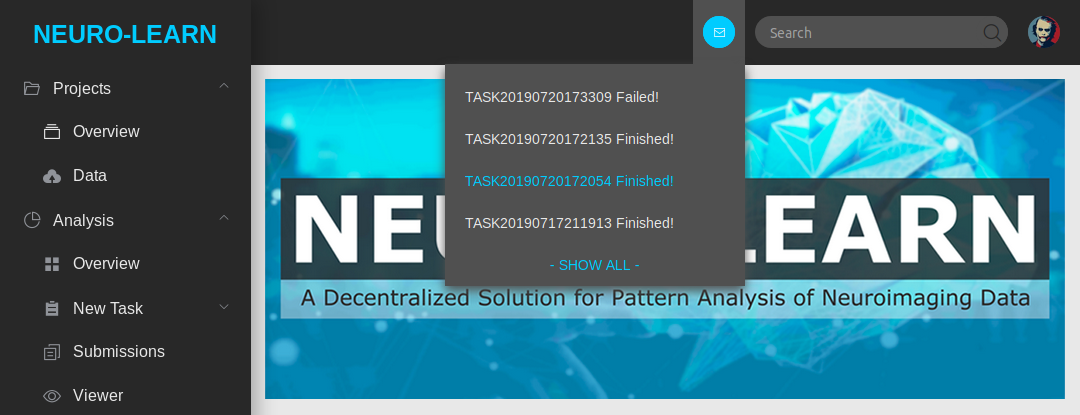 NEURO-LEARN
Search
Projects
Overview
Data
Analysis
Overview
New Task
Submissions
Viewer
TASK20190720173309 Failed!
TASK20190720172135 Finished!
TASK20190720172054 Finished!
TASK20190717211913 Finished!
- SHOW ALL -
NEU LEARN
A Decentralized Solution for Pattern Analysis of Neuroimaging Data